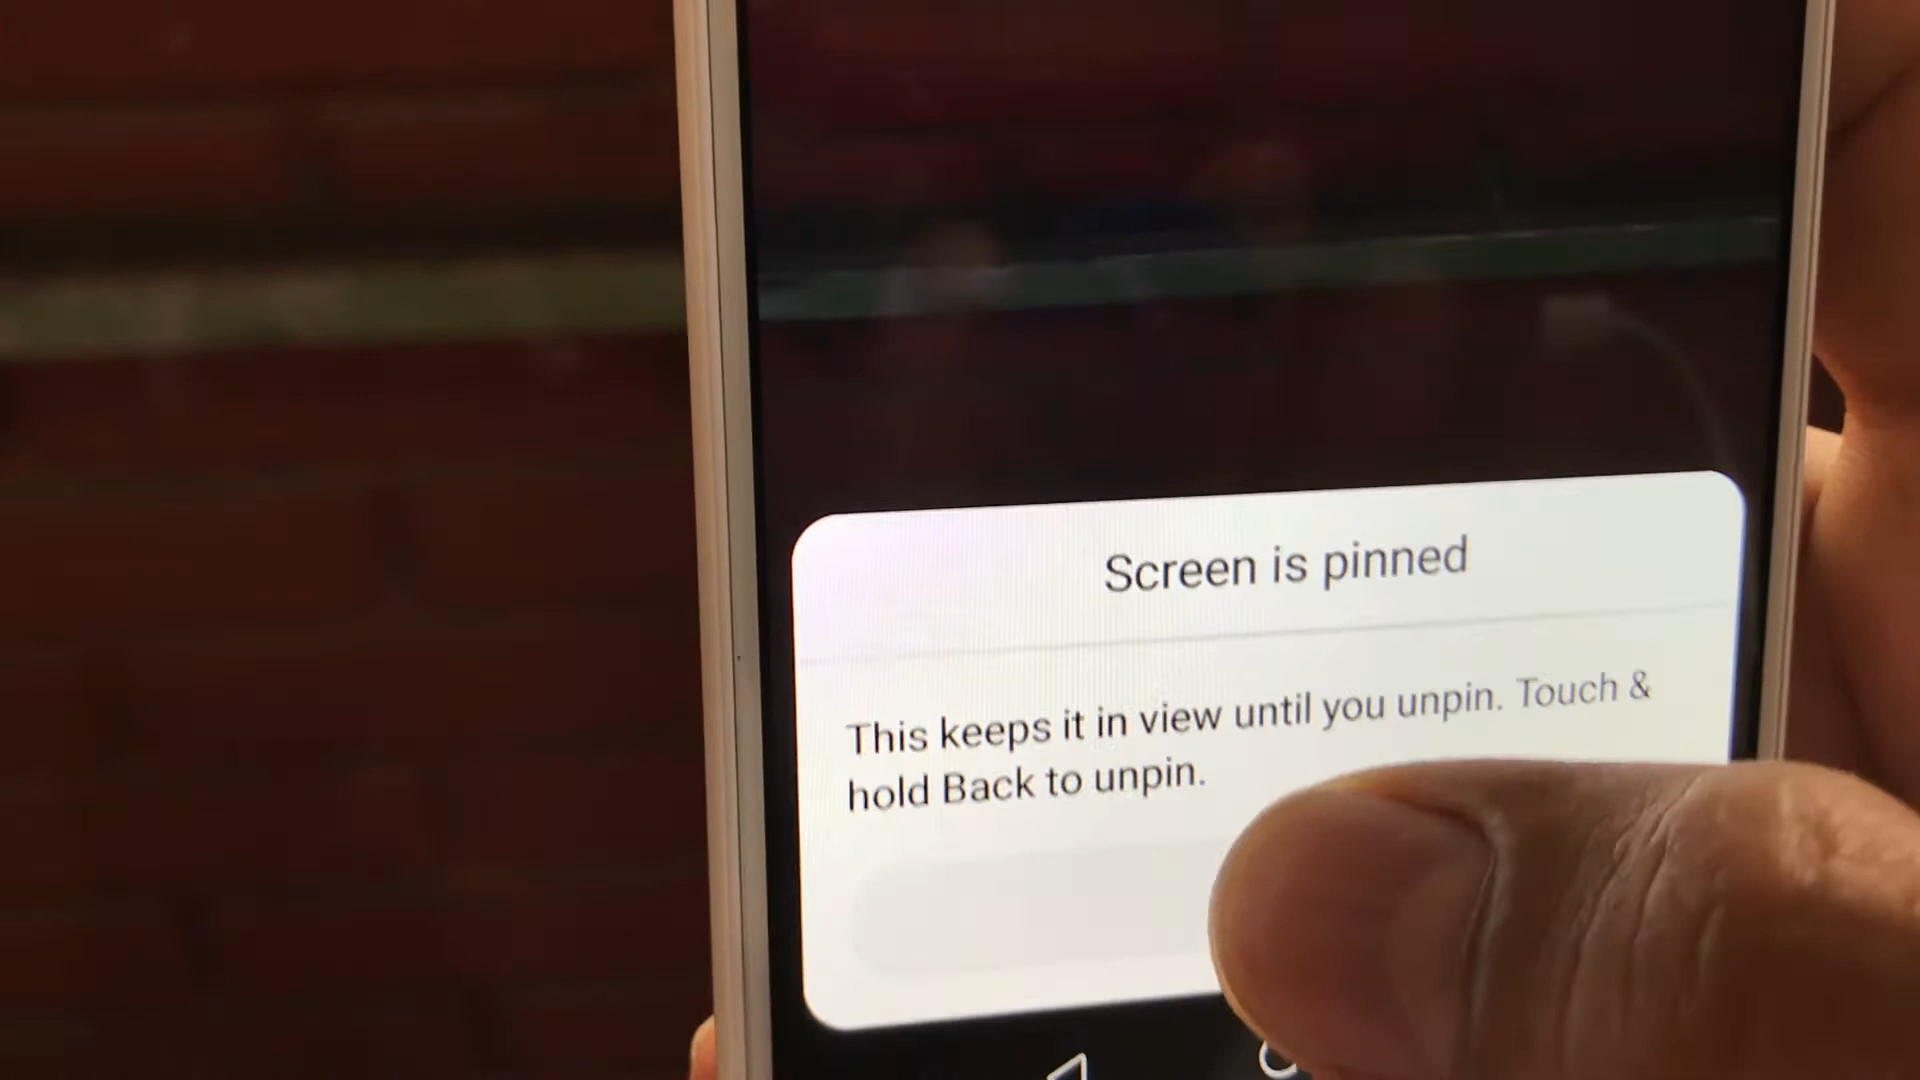 Screen is pinned
This keeps it in view until you unpin. Touch &
hold Back to unpin.